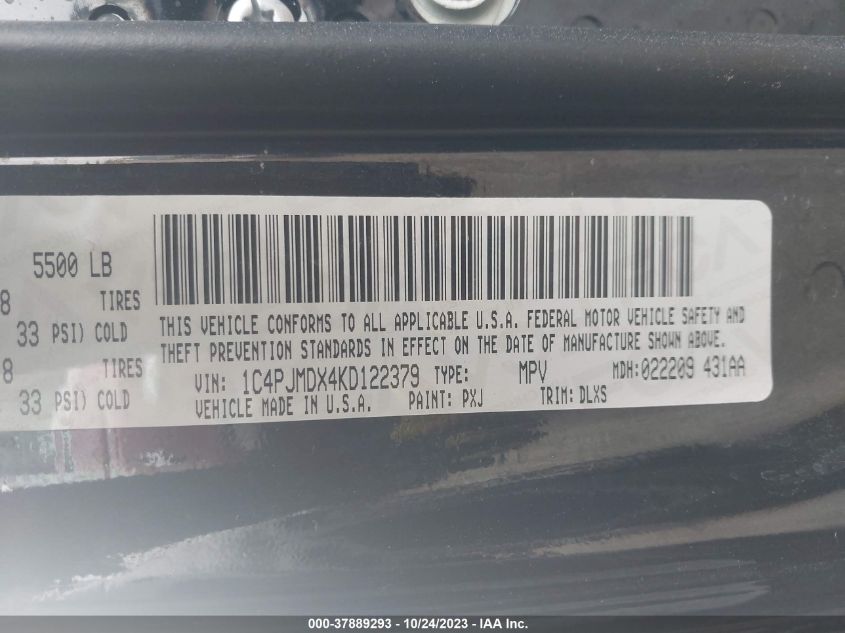 5500 LB
8 TIRES
33 PSI) COLD
8 TIRES
33 PSI) COLD
THIS VEHICLE CONFORMS TO ALL APPLICABLE U.S.A. FEDERAL MOTOR VEHICLE SAFETY AND
THEFT PREVENTION STANDARDS IN EFFECT ON THE DATE OF MANUFACTURE SHOWN ABOVE.
VIN: 1C4PJMDX4KD122379 TYPE: MPV MDH:022209 431AA
VEHICLE MADE IN U.S.A. PAINT: PXJ TRIM: DLXS
000-37889293 - 10/24/2023 - IAA Inc.